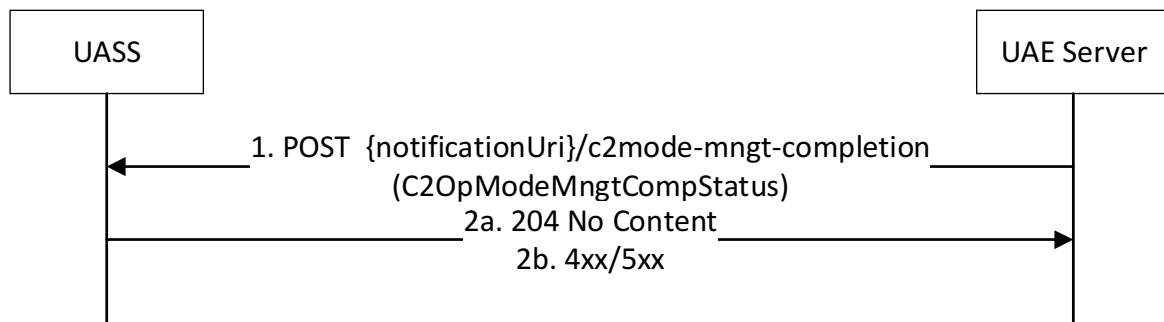 UASS
UAE Server
1. POST {notificationUri}/c2mode-mngt-completion
(C2OpModeMngtCompStatus)
2a. 204 No Content
2b. 4xx/5xx